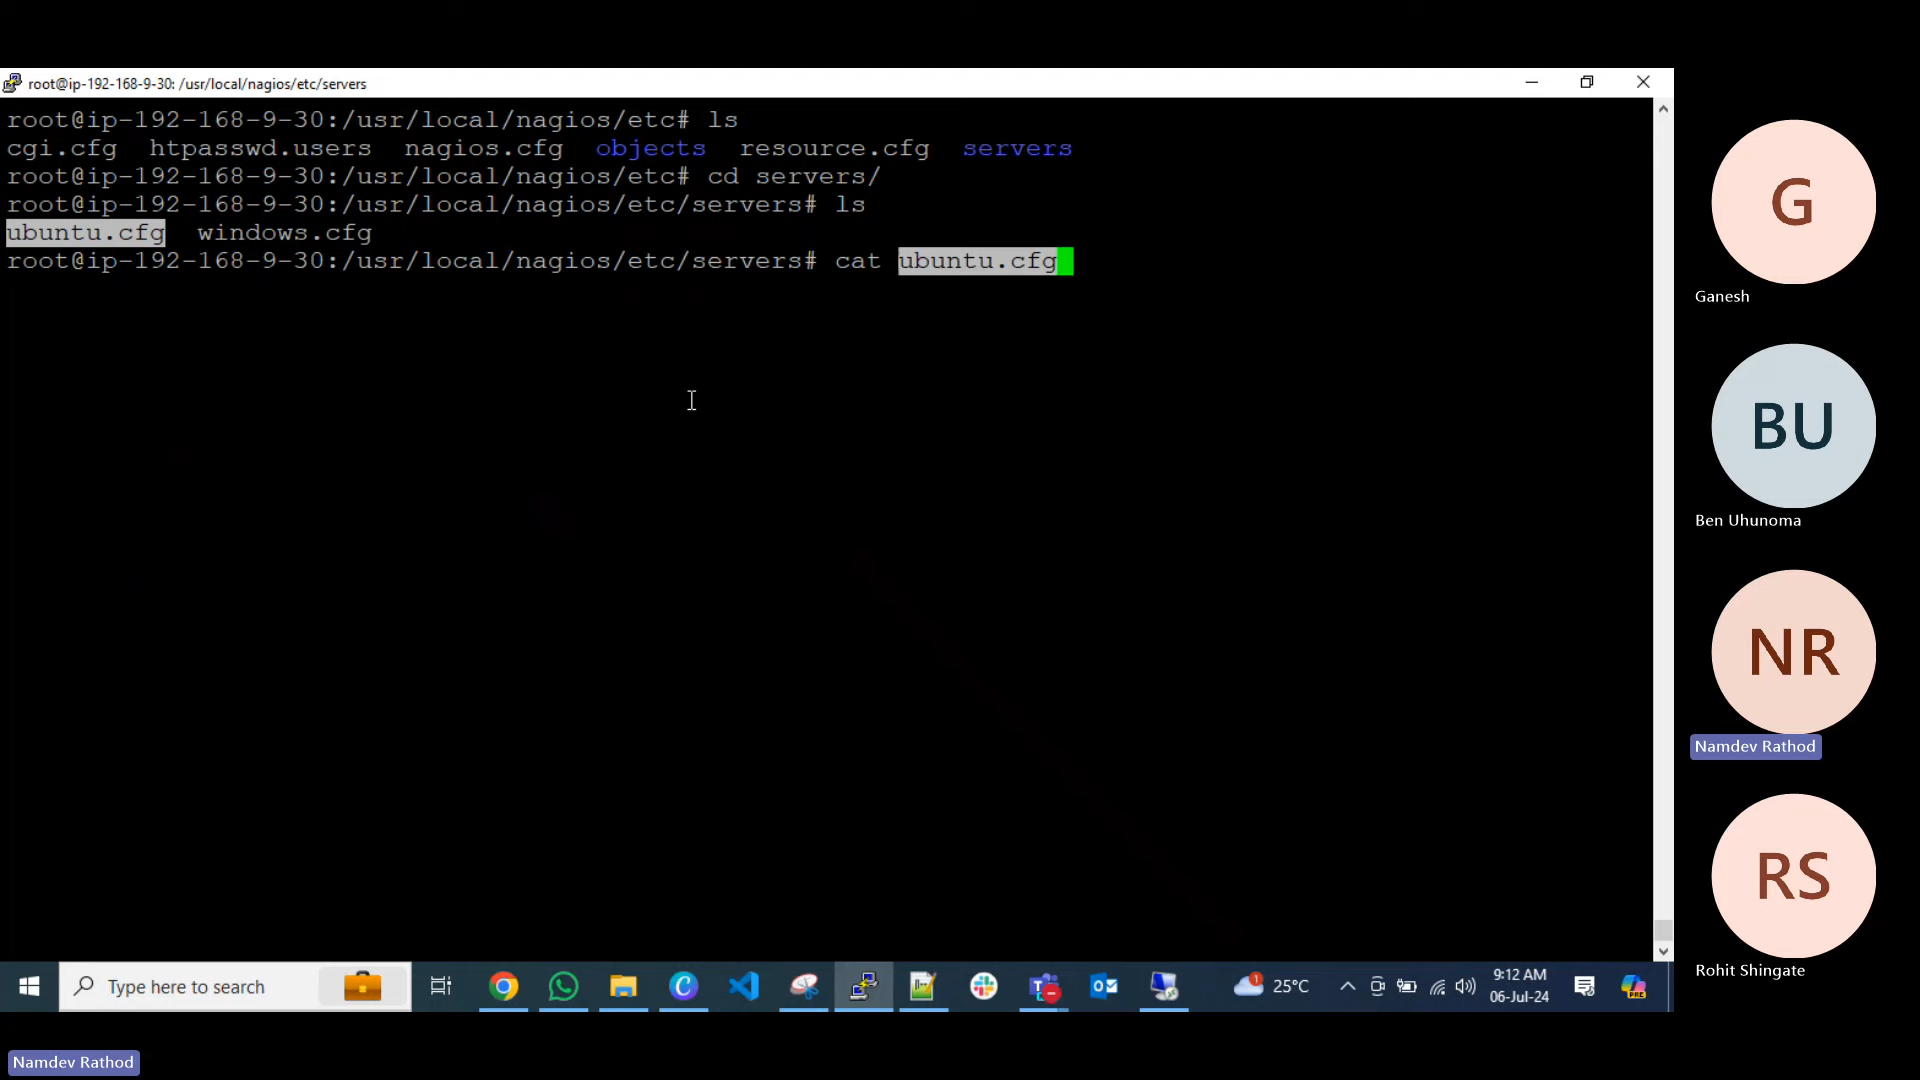 root@ip-192-168-9-30: /usr/local/nagios/etc/servers
root@ip-192-168-9-30:/usr/local/nagios/etc# ls
cgi.cfg  htpasswd.users  nagios.cfg  objects  resource.cfg  servers
root@ip-192-168-9-30:/usr/local/nagios/etc# cd servers/
root@ip-192-168-9-30:/usr/local/nagios/etc/servers# ls
ubuntu.cfg  windows.cfg
root@ip-192-168-9-30:/usr/local/nagios/etc/servers# cat ubuntu.cfg
G
Ganesh
BU
Ben Uhunoma
NR
Namdev Rathod
RS
Rohit Shingate
Type here to search
1
25°C
9:12 AM
06-Jul-24
PRE
Namdev Rathod